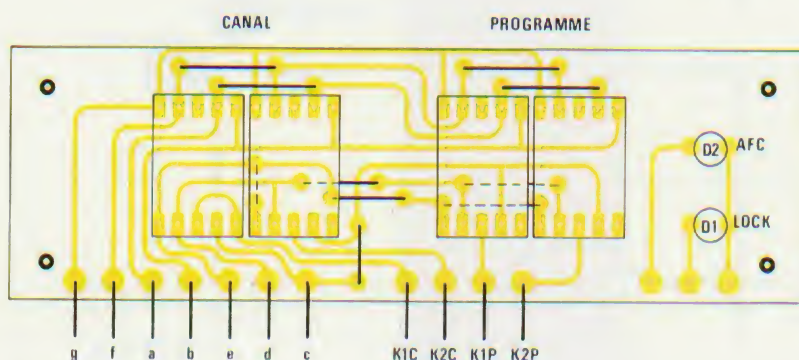 CANAL PROGRAMME
D2 AFC
D1 LOCK
g f a b e d c K1C K2C K1P K2P